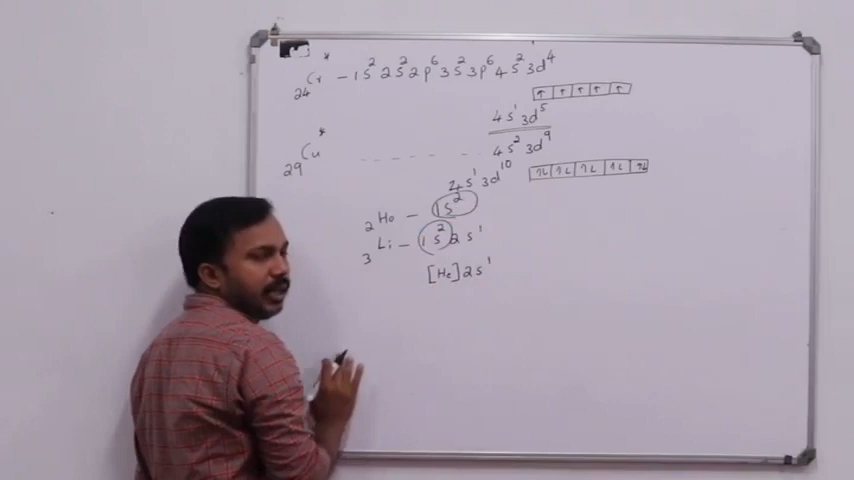 ₂₄Cr* – 1s² 2s² 2p⁶ 3s² 3p⁶ 4s² 3d⁴
4s¹ 3d⁵
₂₉Cu* - - - - - - - 4s² 3d⁹
4s¹ 3d¹⁰
₂He – 1s²
₃Li – 1s² 2s¹
[He] 2s¹